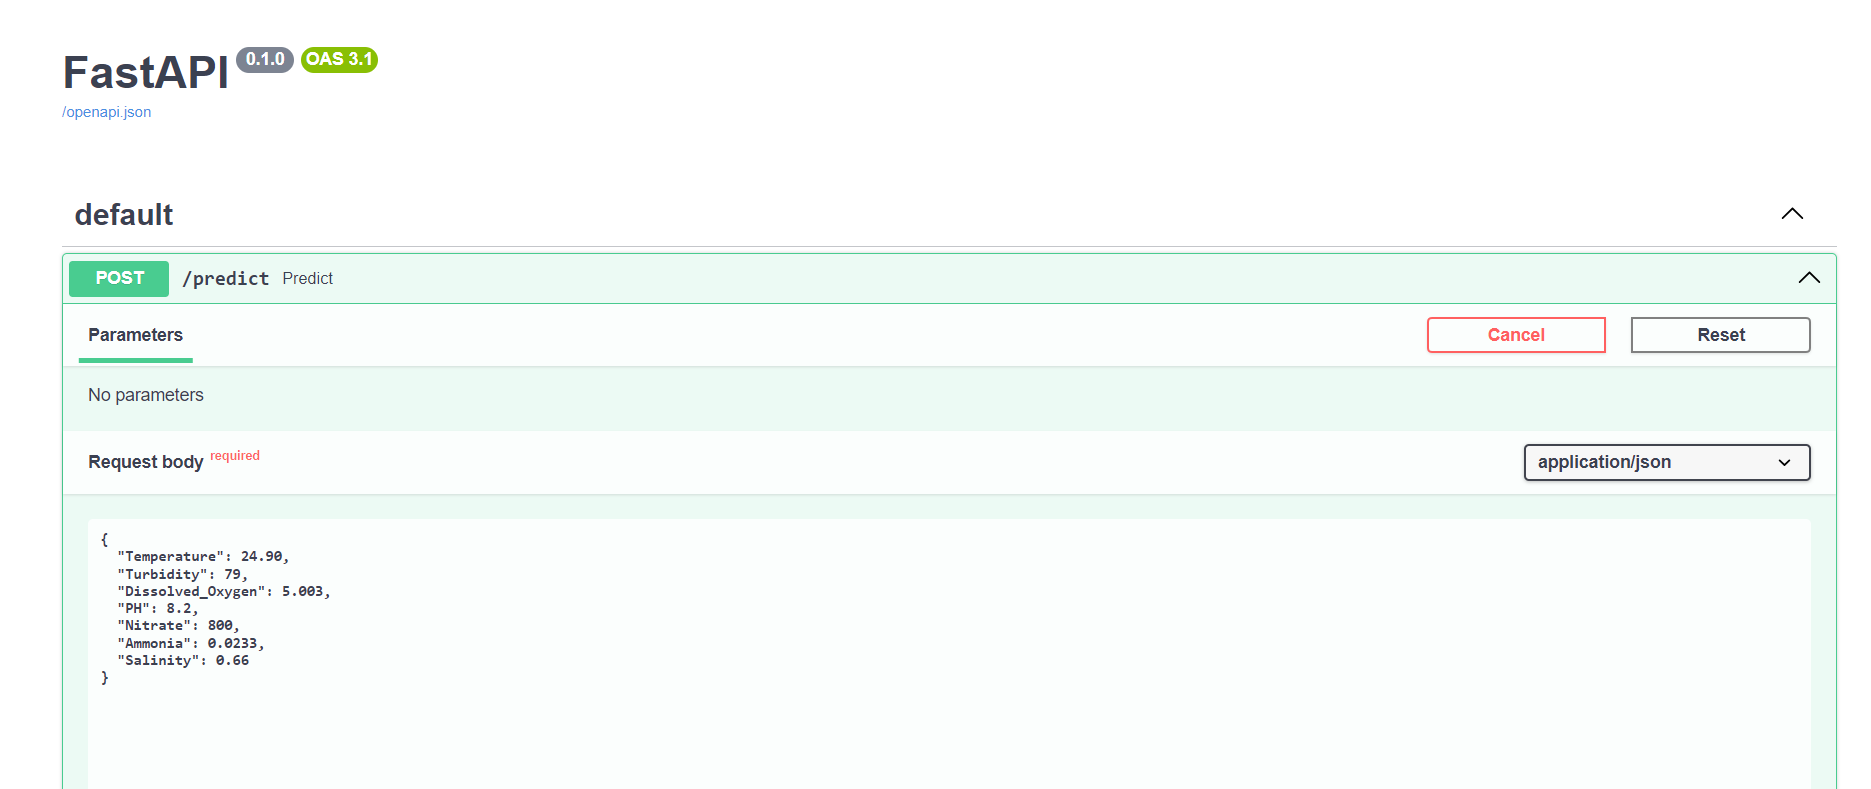 FastAPI 0.1.0 OAS 3.1
/openapi.json
default
POST /predict Predict
Parameters Cancel Reset
No parameters
Request body required application/json
{
  "Temperature": 24.90,
  "Turbidity": 79,
  "Dissolved_Oxygen": 5.003,
  "PH": 8.2,
  "Nitrate": 800,
  "Ammonia": 0.0233,
  "Salinity": 0.66
}